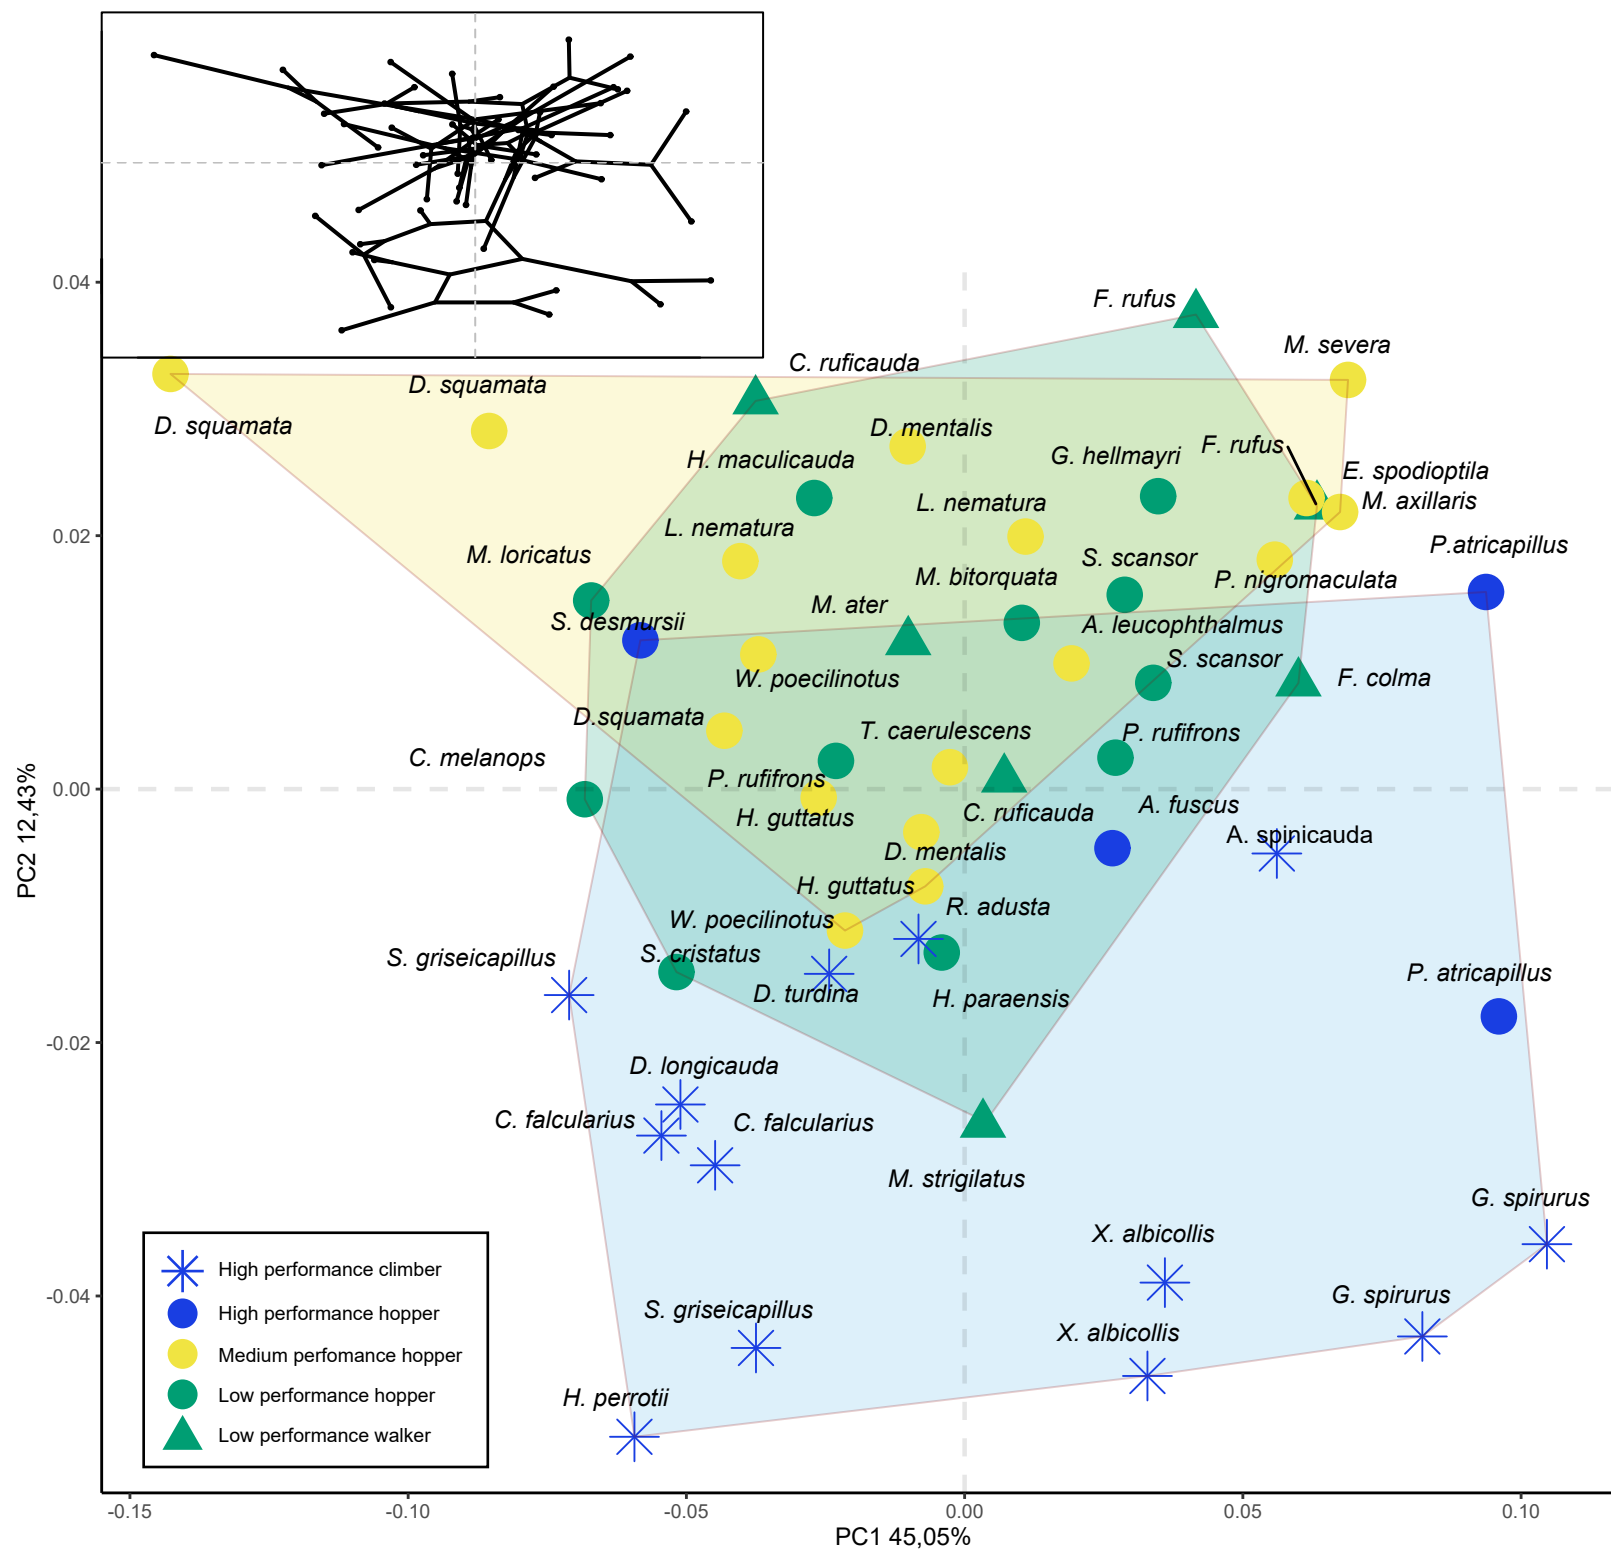 0.04
F. rufus
M. severa
C. ruficauda
D. squamata
D. squamata
D. mentalis
F. rufus
G. hellmayri
H. maculicauda
E. spodioptila
M. axillaris
L. nematura
L. nematura
0.02
P.atricapillus
M. loricatus
S. scansor
M. bitorquata
P. nigromaculata
M. ater
S. desmursii
A. leucophthalmus
S. scansor
W. poecilinotus
F. colma
D.squamata
T. caerulescens
P. rufifrons
C. melanops
P. rufifrons
0.00
A. fuscus
C. ruficauda
H. guttatus
A. spinicauda
D. mentalis
H. guttatus
R. adusta
W. poecilinotus
S. cristatus
S. griseicapillus
P. atricapillus
D. turdina
H. paraensis
-0.02
D. longicauda
C. falcularius
C. falcularius
M. strigilatus
G. spirurus
X. albicollis
High performance climber
-0.04
G. spirurus
S. griseicapillus
High performance hopper
X. albicollis
Medium perfomance hopper
H. perrotii
Low performance hopper
Low performance walker
PC2 12,43%
-0.15
-0.10
-0.05
0.00
0.05
0.10
PC1 45,05%